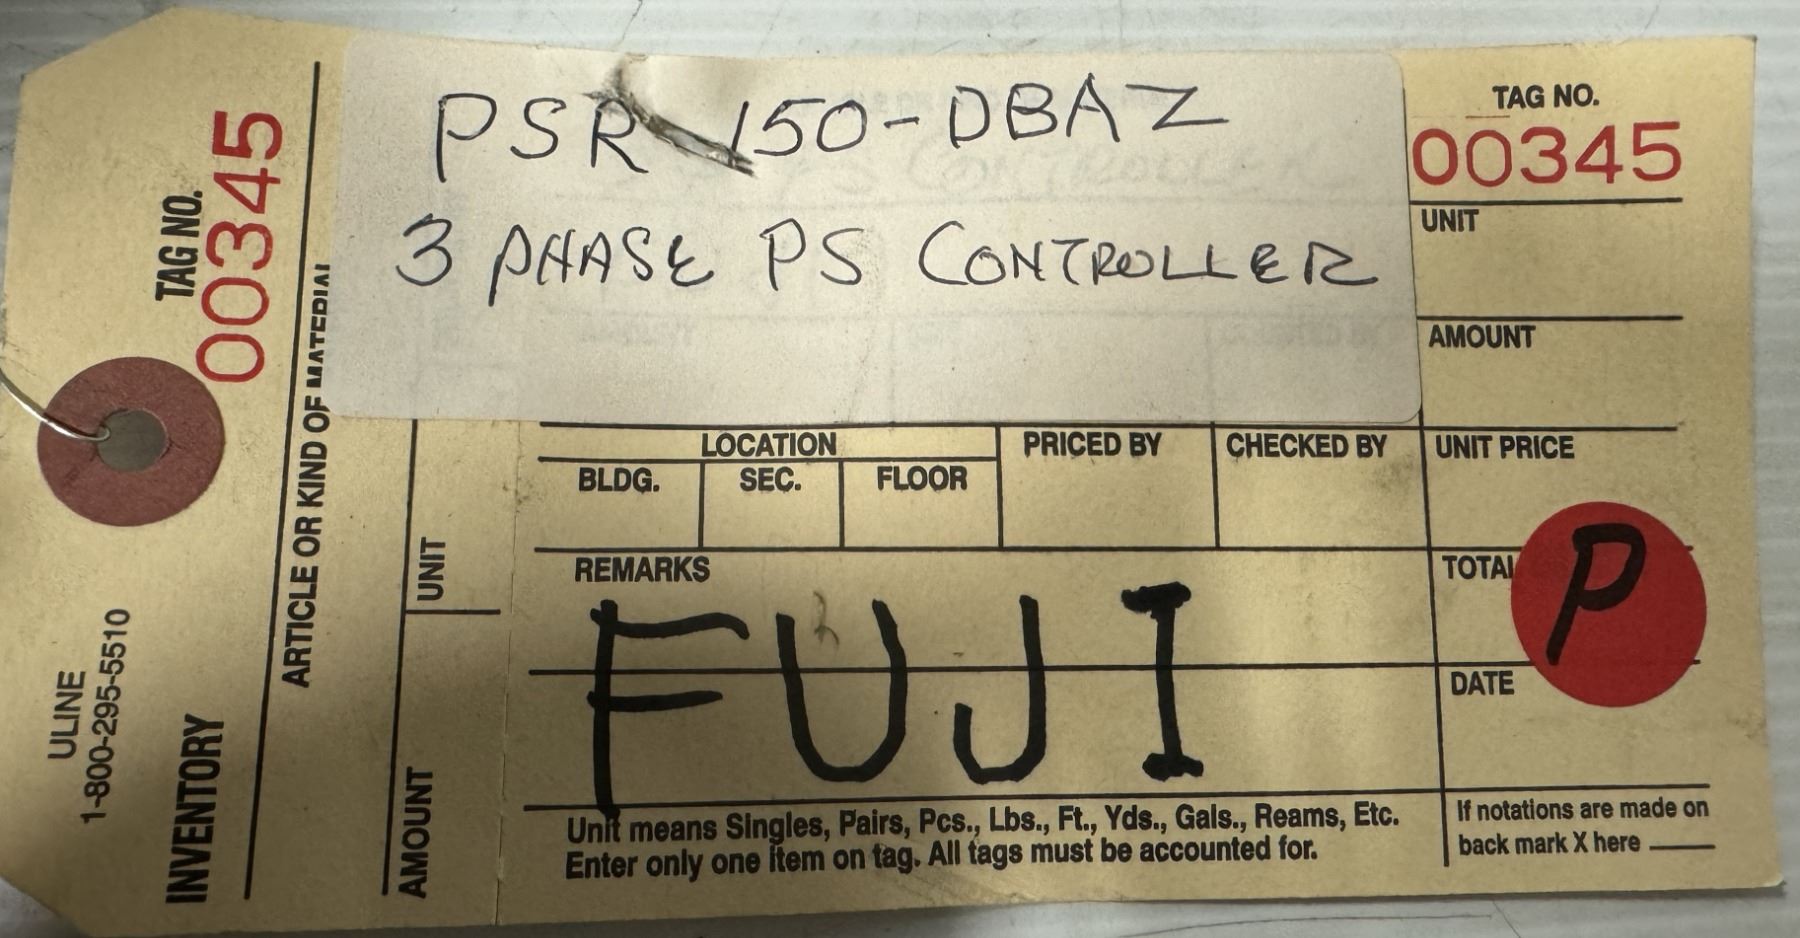 TAG NO.
00345
ULINE
1-800-295-5510
INVENTORY
ARTICLE OR KIND OF MATERIAL
UNIT
AMOUNT
PSR 150-DBAZ
3 PHASE PS CONTROLLER
TAG NO.
00345
UNIT
AMOUNT
LOCATION
BLDG. SEC. FLOOR
PRICED BY
CHECKED BY
UNIT PRICE
REMARKS
FUJI
TOTAL
P
DATE
Unit means Singles, Pairs, Pcs., Lbs., Ft., Yds., Gals., Reams, Etc.
Enter only one item on tag. All tags must be accounted for.
If notations are made on
back mark X here